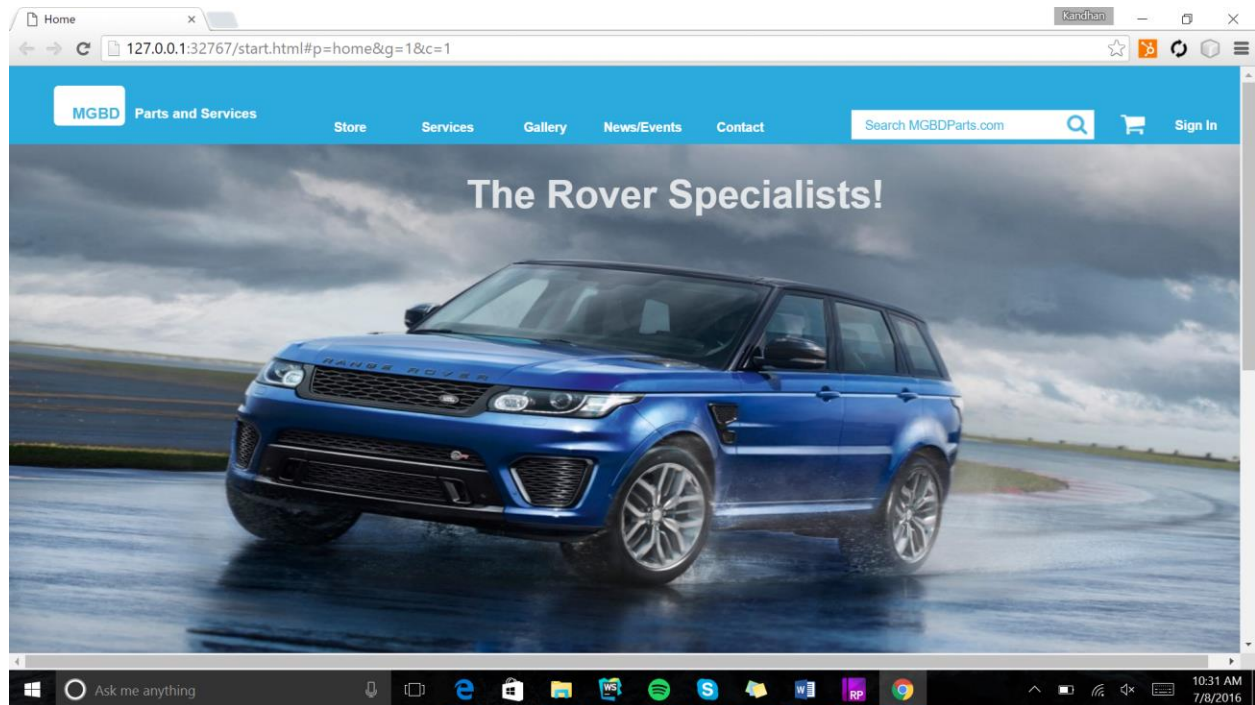 Home
Kandhan
127.0.0.1:32767/start.html#p=home&g=1&c=1
MGBD Parts and Services
Store Services Gallery News/Events Contact Search MGBDParts.com Sign In
The Rover Specialists!
RANGE ROVER
Ask me anything
WS
S
W
RP
10:31 AM
7/8/2016